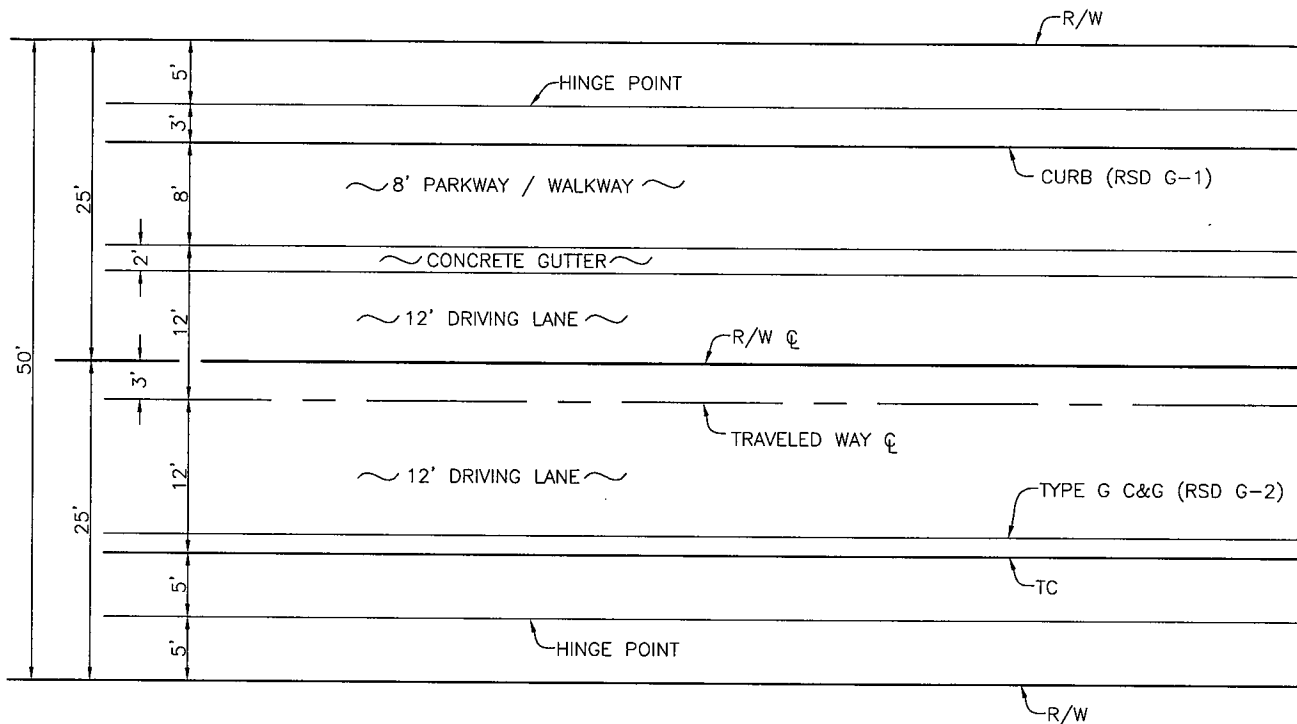 R/W
5'
HINGE POINT
3'
CURB (RSD G-1)
8' PARKWAY / WALKWAY
8'
25'
2'
CONCRETE GUTTER
12' DRIVING LANE
12'
R/W ℄
50'
3'
TRAVELED WAY ℄
12' DRIVING LANE
12'
TYPE G C&G (RSD G-2)
25'
5'
TC
HINGE POINT
5'
R/W